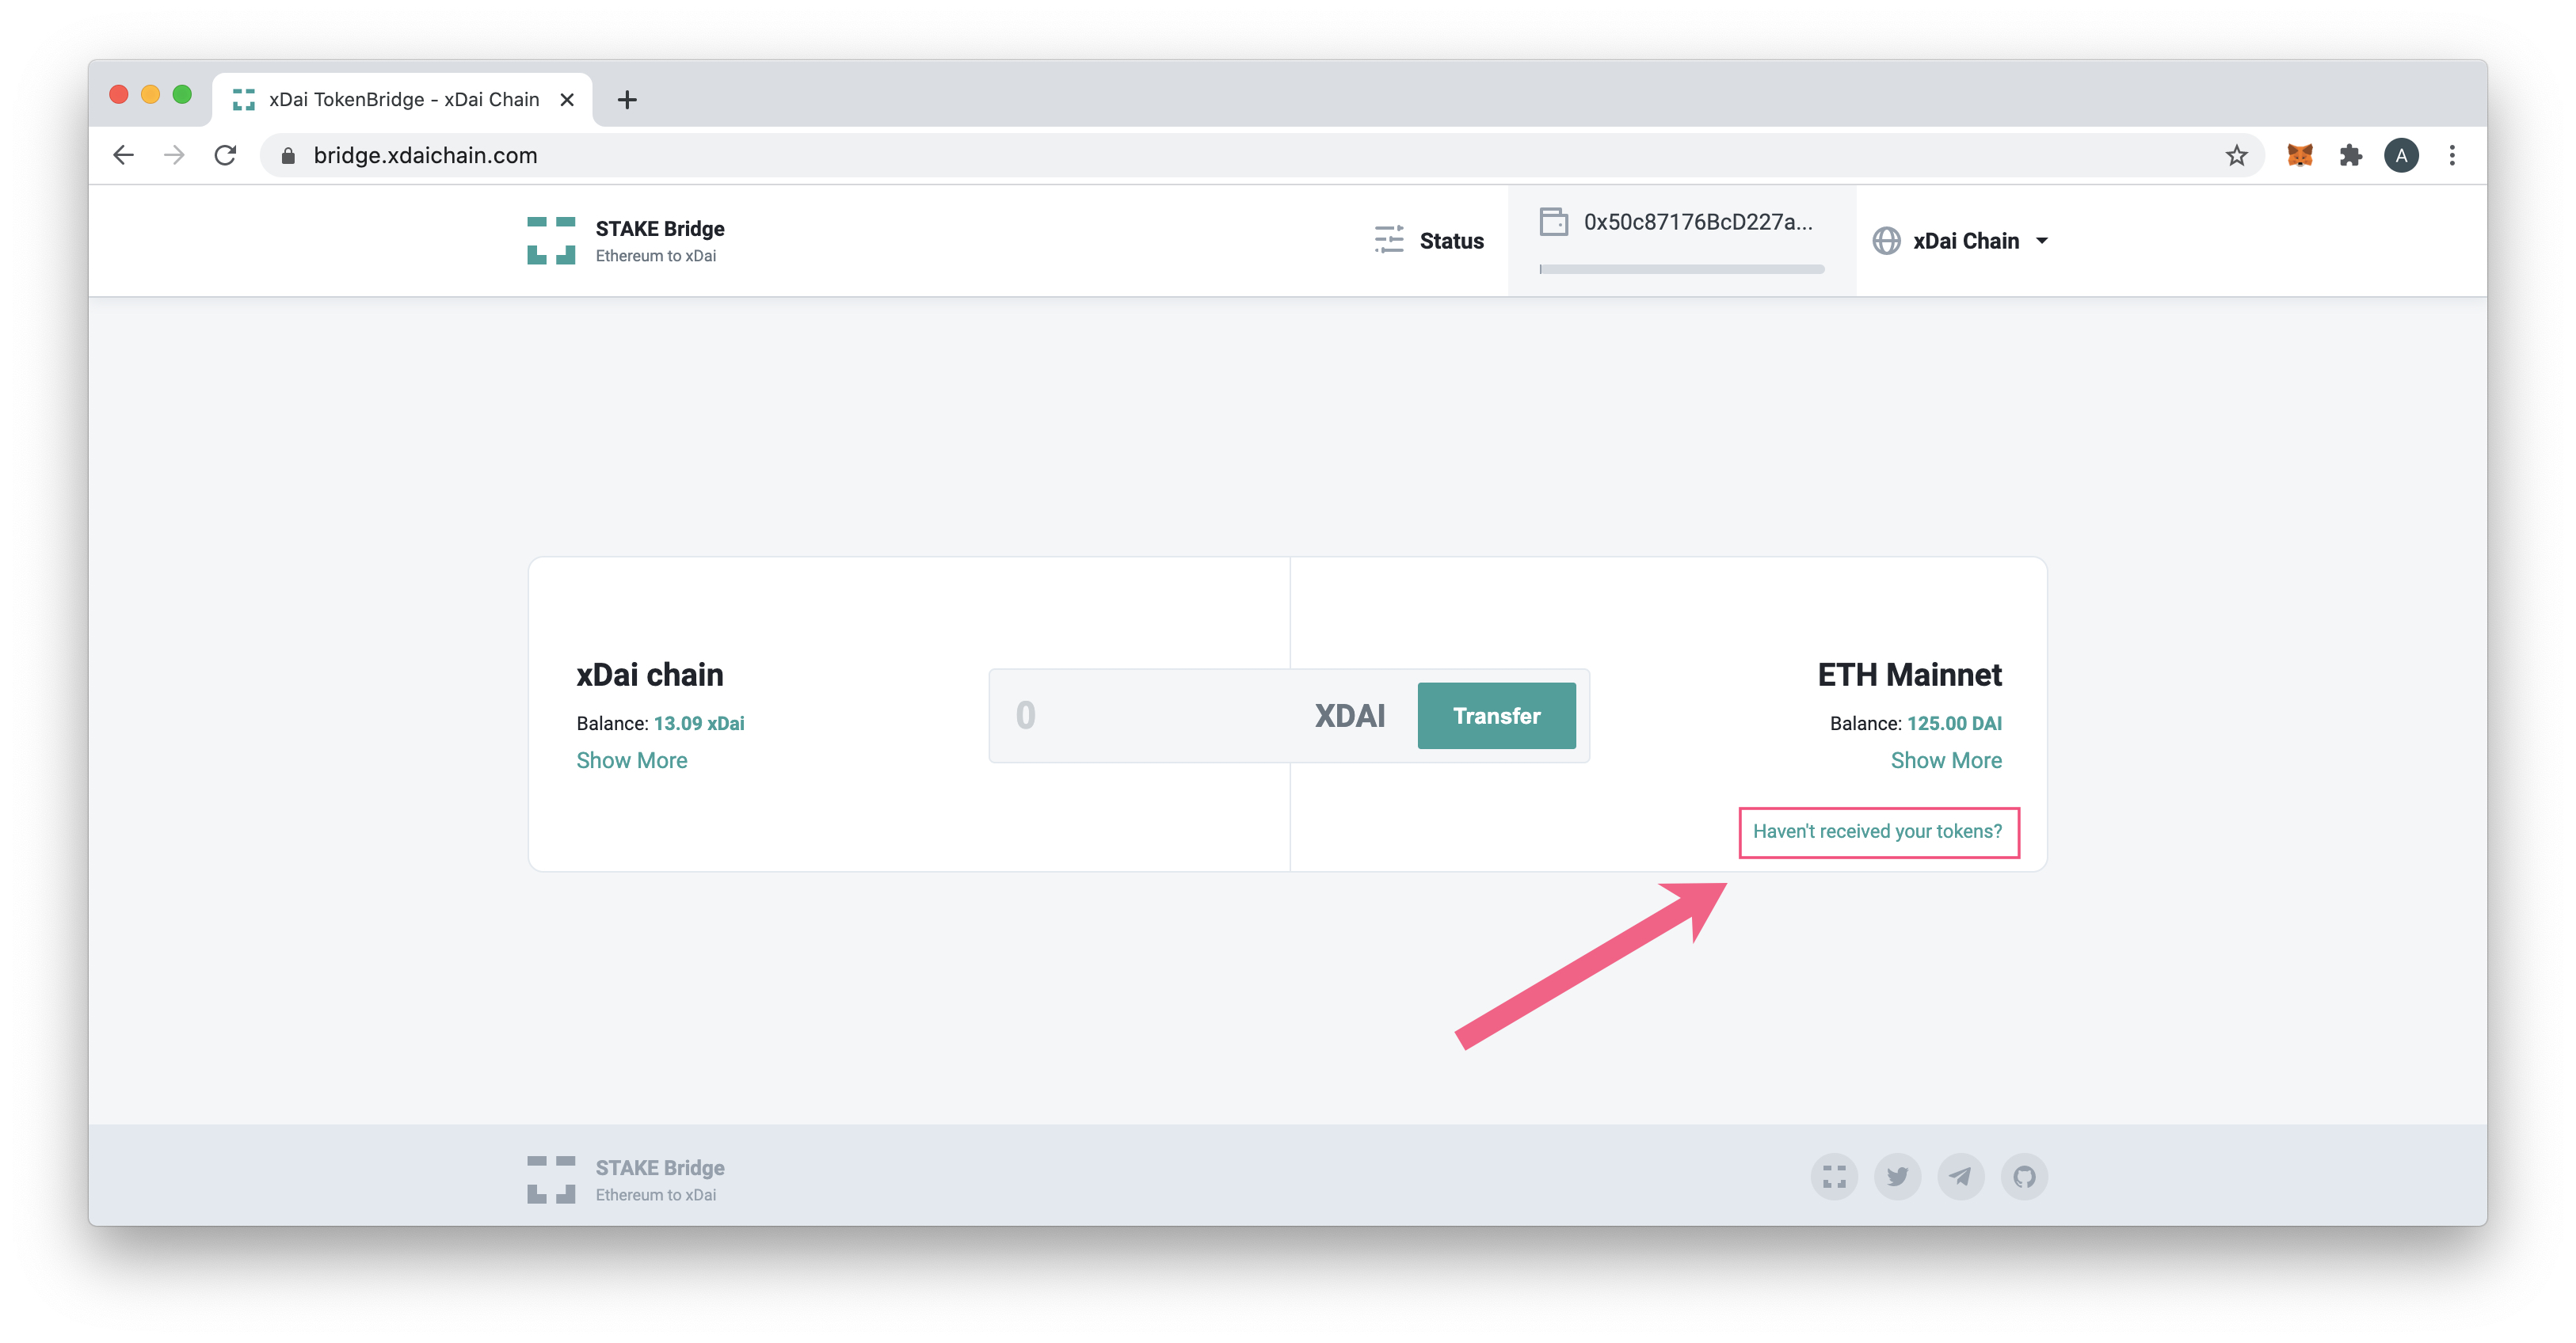 xDai TokenBridge - xDai Chain
bridge.xdaichain.com
A
STAKE Bridge
Ethereum to xDai
Status
0x50c87176BcD227a...
xDai Chain
xDai chain
Balance: 13.09 xDai
Show More
0
XDAI
Transfer
ETH Mainnet
Balance: 125.00 DAI
Show More
Haven't received your tokens?
STAKE Bridge
Ethereum to xDai